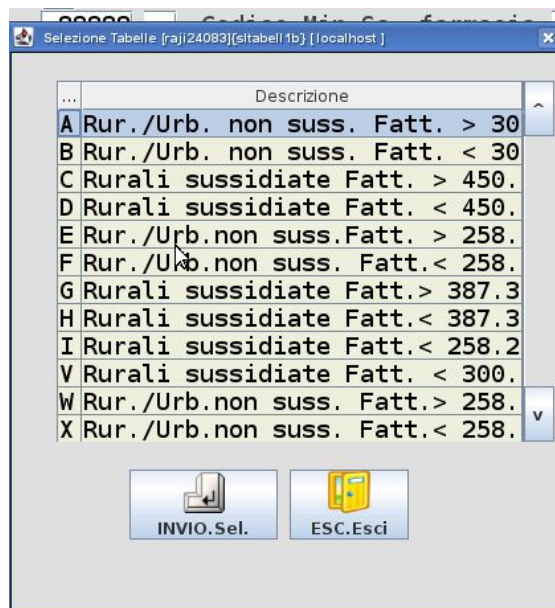 Selezione Tabelle [raji24083]{sltabell1b} [localhost ]
... Descrizione
A Rur./Urb. non suss. Fatt. > 30
B Rur./Urb. non suss. Fatt. < 30
C Rurali sussidiate Fatt. > 450.
D Rurali sussidiate Fatt. < 450.
E Rur./Urb.non suss.Fatt. > 258.
F Rur./Urb.non suss. Fatt.< 258.
G Rurali sussidiate Fatt.> 387.3
H Rurali sussidiate Fatt.< 387.3
I Rurali sussidiate Fatt.< 258.2
V Rurali sussidiate Fatt. < 300.
W Rur./Urb.non suss. Fatt.> 258.
X Rur./Urb.non suss. Fatt.< 258.
INVIO.Sel. ESC.Esci